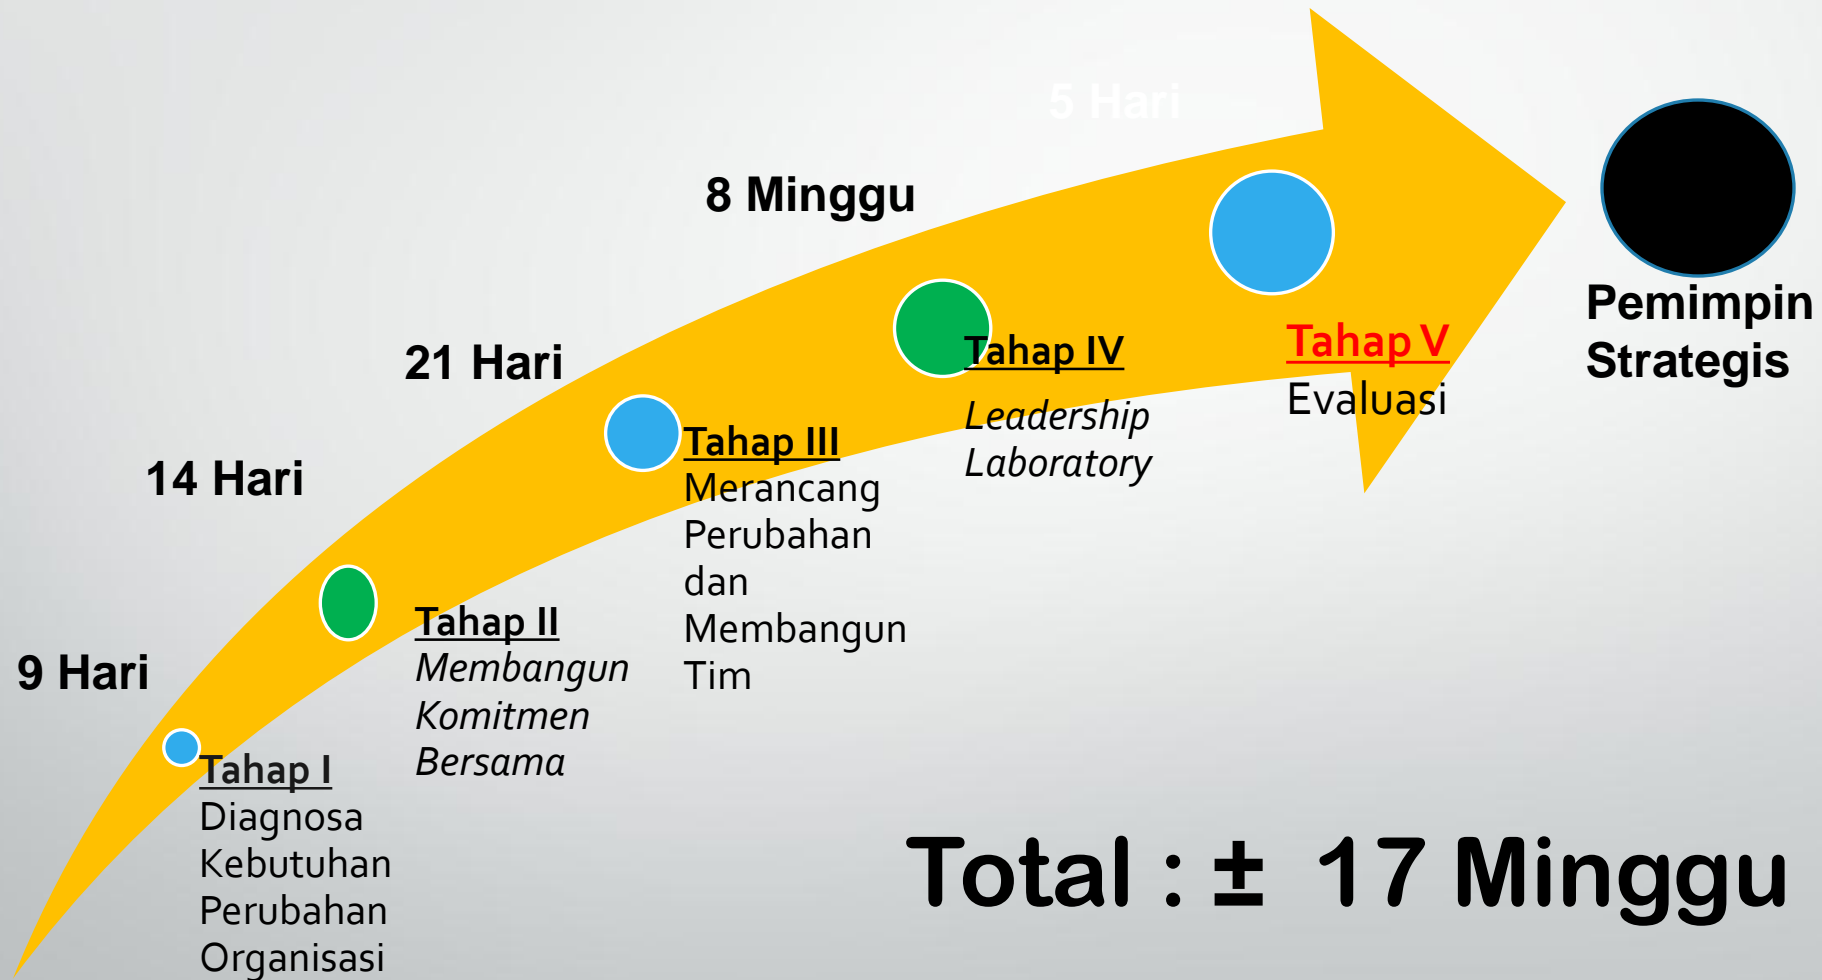 5 Hari
8 Minggu
21 Hari
14 Hari
9 Hari
Tahap I
Diagnosa
Kebutuhan
Perubahan
Organisasi
Tahap II
Membangun
Komitmen
Bersama
Tahap III
Merancang
Perubahan
dan
Membangun
Tim
Tahap IV
Leadership
Laboratory
Tahap V
Evaluasi
Pemimpin
Strategis
Total : ± 17 Minggu